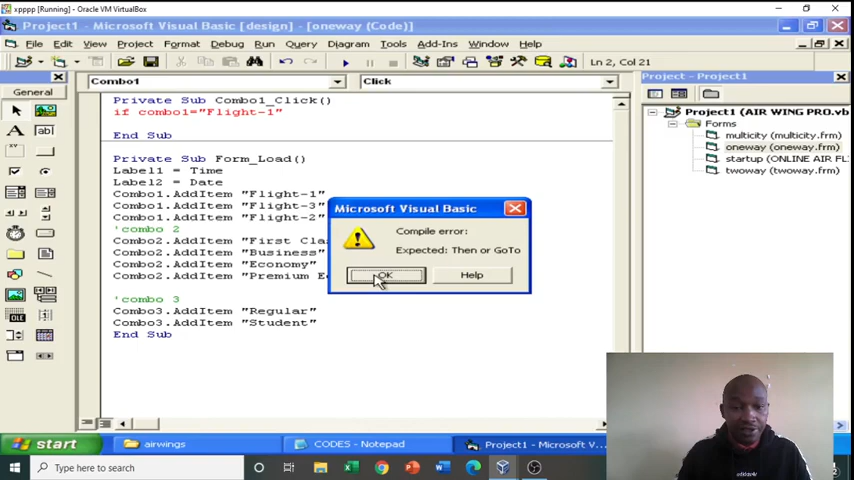 xpppp [Running] - Oracle VM VirtualBox
Project1 - Microsoft Visual Basic [design] - [oneway (Code)]
File Edit View Project Format Debug Run Query Diagram Tools Add-Ins Window Help
Ln 2, Col 21
General
Combo1
Click
Project - Project1
Private Sub Combo1_Click()
if combo1="Flight-1"
End Sub
Private Sub Form_Load()
Label1 = Time
Label2 = Date
Combo1.AddItem "Flight-1"
Combo1.AddItem "Flight-3"
Combo1.AddItem "Flight-2"
'combo 2
Combo2.AddItem "First Cla
Combo2.AddItem "Business"
Combo2.AddItem "Economy"
Combo2.AddItem "Premium E
'combo 3
Combo3.AddItem "Regular"
Combo3.AddItem "Student"
End Sub
Microsoft Visual Basic
Compile error:
Expected: Then or GoTo
OK
Help
Project1 (AIR WING PRO.vb
Forms
multicity (multicity.frm)
oneway (oneway.frm)
startup (ONLINE AIR FL
twoway (twoway.frm)
A
ab
OLE
start
airwings
CODES - Notepad
Project1 - Microsoft V...
Type here to search